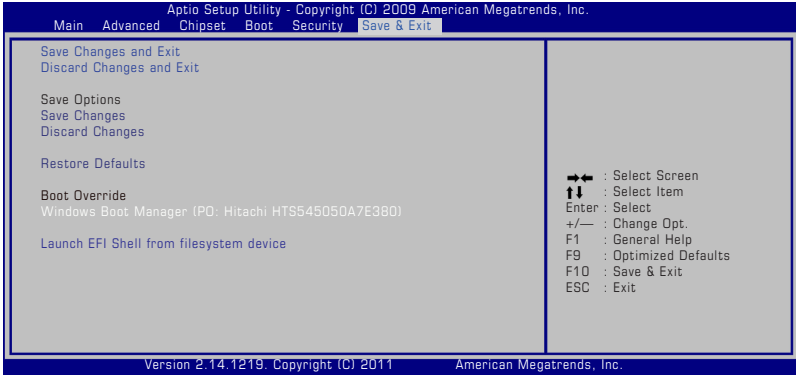 Aptio Setup Utility - Copyright (C) 2009 American Megatrends, Inc.
Main Advanced Chipset Boot Security Save & Exit
Save Changes and Exit
Discard Changes and Exit
Save Options
Save Changes
Discard Changes
Restore Defaults
Boot Override
Windows Boot Manager (PO: Hitachi HTS545050A7E380)
Launch EFI Shell from filesystem device
→← : Select Screen
↑↓ : Select Item
Enter : Select
+/— : Change Opt.
F1 : General Help
F9 : Optimized Defaults
F10 : Save & Exit
ESC : Exit
Version 2.14.1219. Copyright (C) 2011 American Megatrends, Inc.